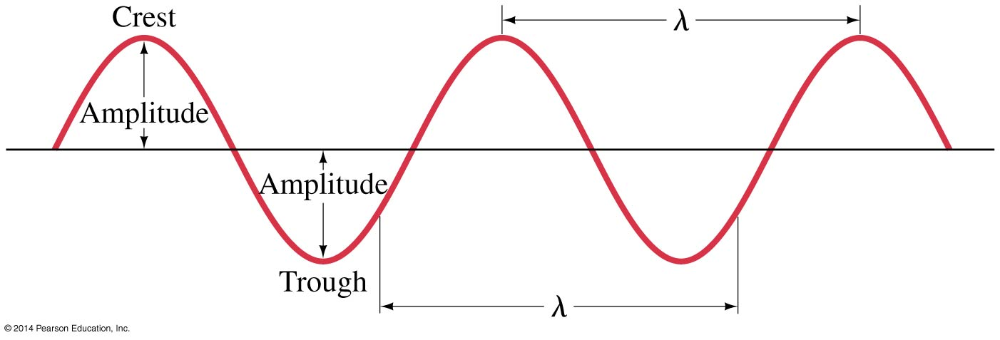 Crest
λ
Amplitude
Amplitude
Trough
λ
© 2014 Pearson Education, Inc.